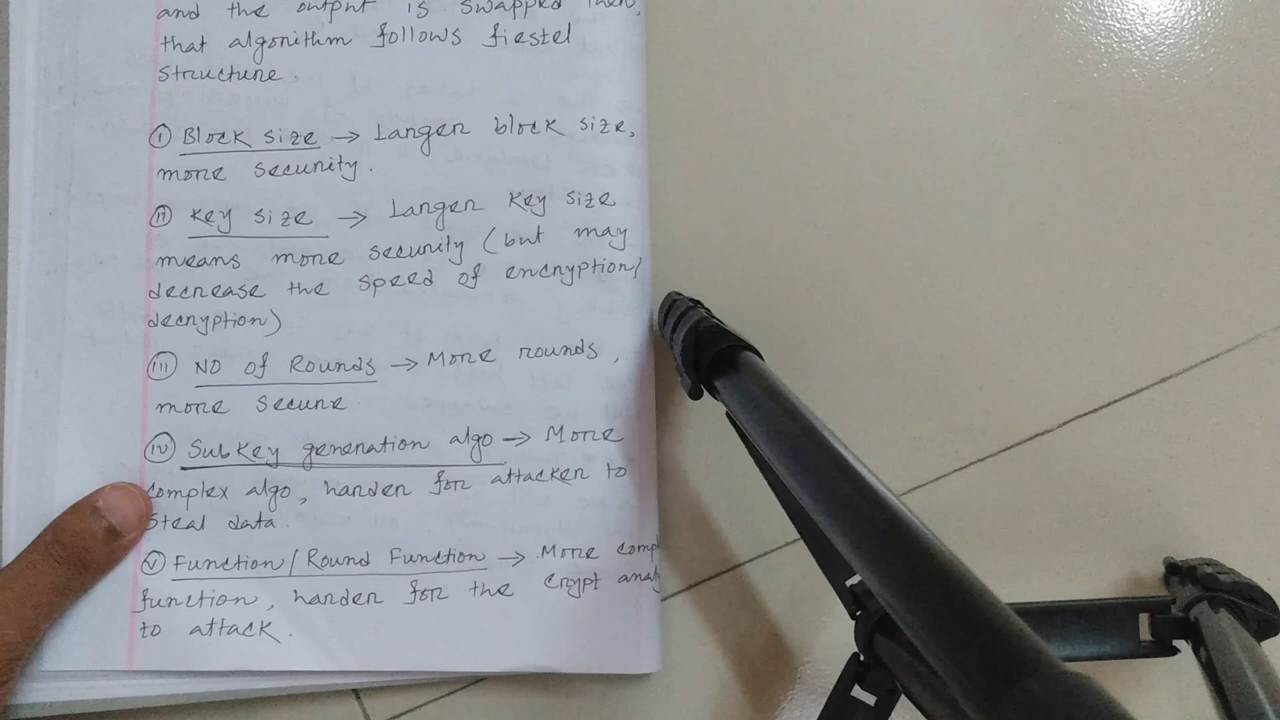 and the output is swapped then,
that algorithm follows fiestel
structure.
(i) Block size → Larger block size,
more security.
(ii) Key size → Larger key size
means more security (but may
decrease the speed of encryption/
decryption)
(iii) NO of Rounds → More rounds,
more secure.
(iv) Subkey generation algo → More
complex algo, harder for attacker to
steal data.
(v) Function/Round Function → More
function, harder for the crypt
to attack.